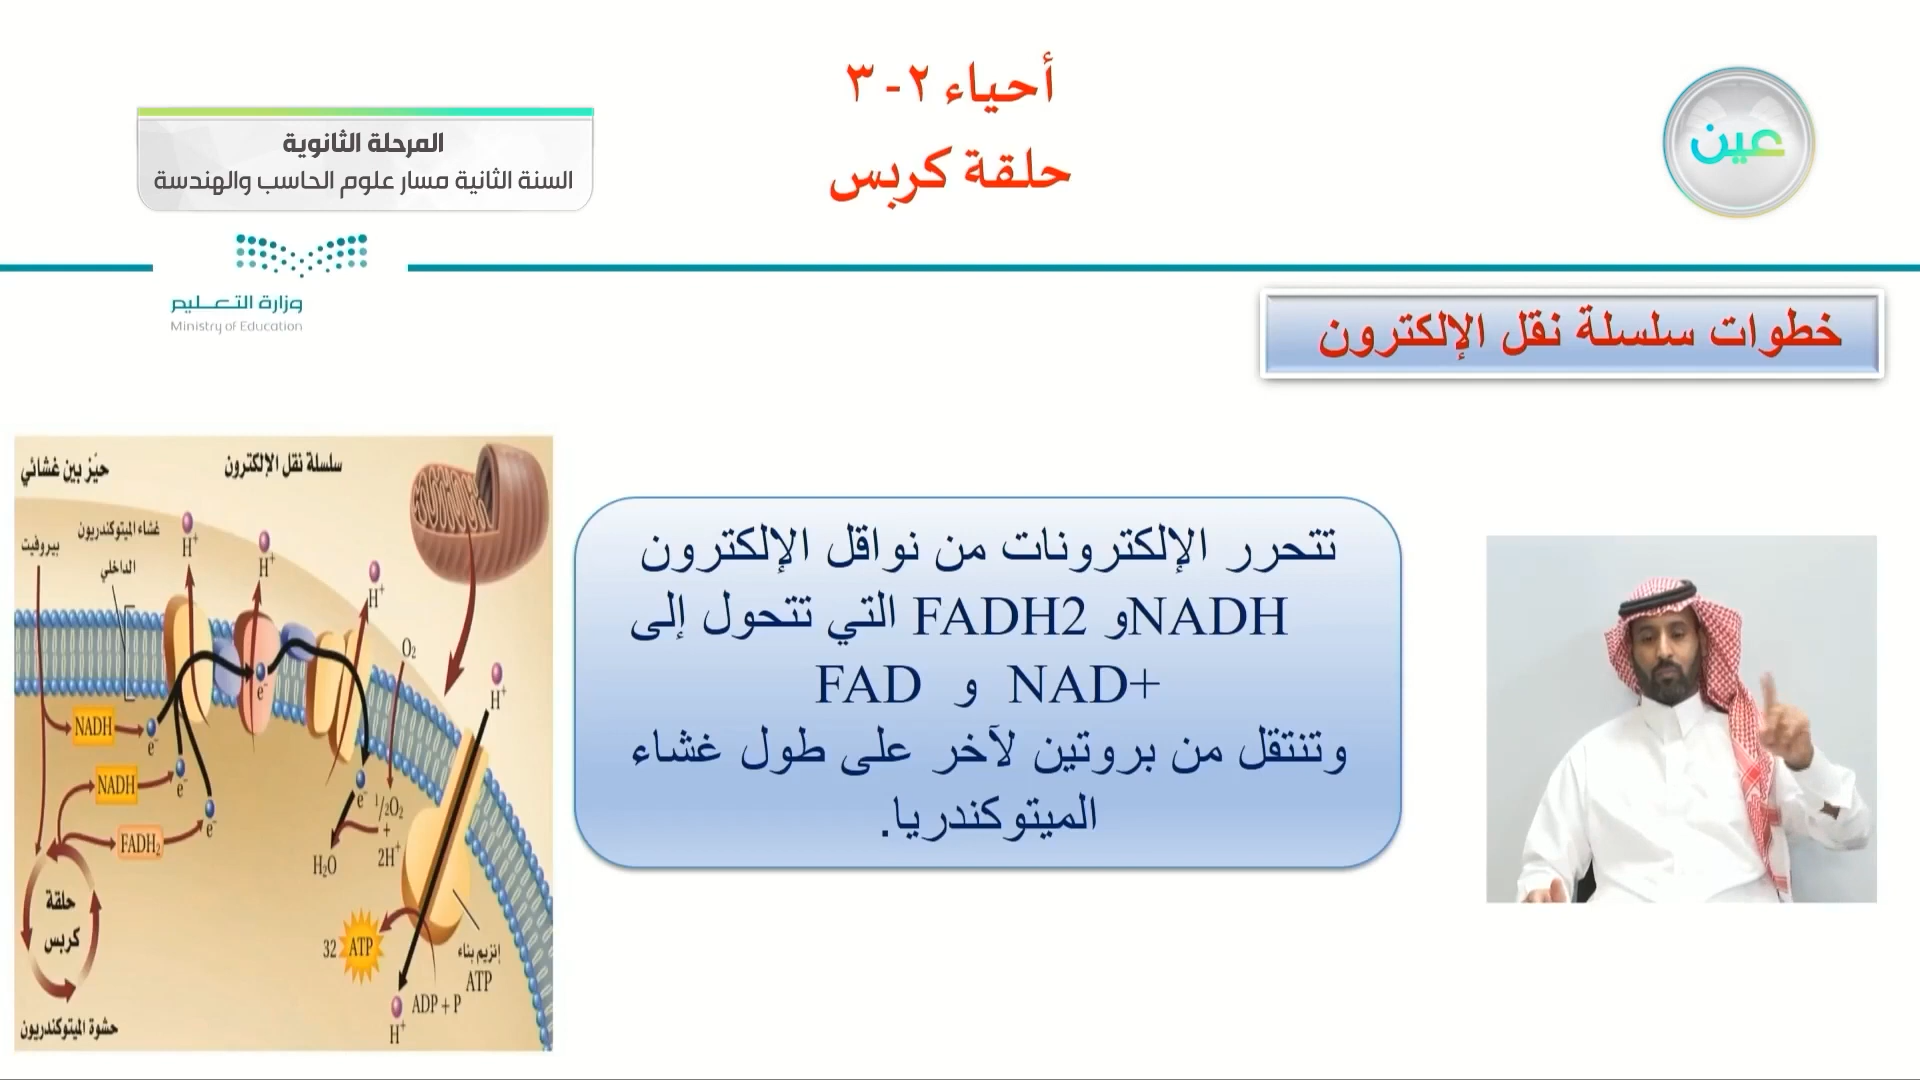 أحياء ٢- ٣
حلقة كربس
عين
المرحلة الثانوية
السنة الثانية مسار علوم الحاسب والهندسة
وزارة التعليم
Ministry of Education
خطوات سلسلة نقل الإلكترون
تتحرر الإلكترونات من نواقل الإلكترون
NADHو FADH2 التي تتحول إلى
NAD+ و FAD
وتنتقل من بروتين لآخر على طول غشاء
الميتوكندريا.
سلسلة نقل الإلكترون
حيّز بين غشائي
غشاء الميتوكندريون
الداخلي
بيروفيت
H⁺
H⁺
H⁺
O₂
H⁺
e⁻
NADH
e⁻
NADH
e⁻
FADH₂
e⁻
e⁻
1/2O₂
+
2H⁺
H₂O
حلقة
كربس
32 ATP
إنزيم بناء
ATP
ADP + P
H⁺
حشوة الميتوكندريون